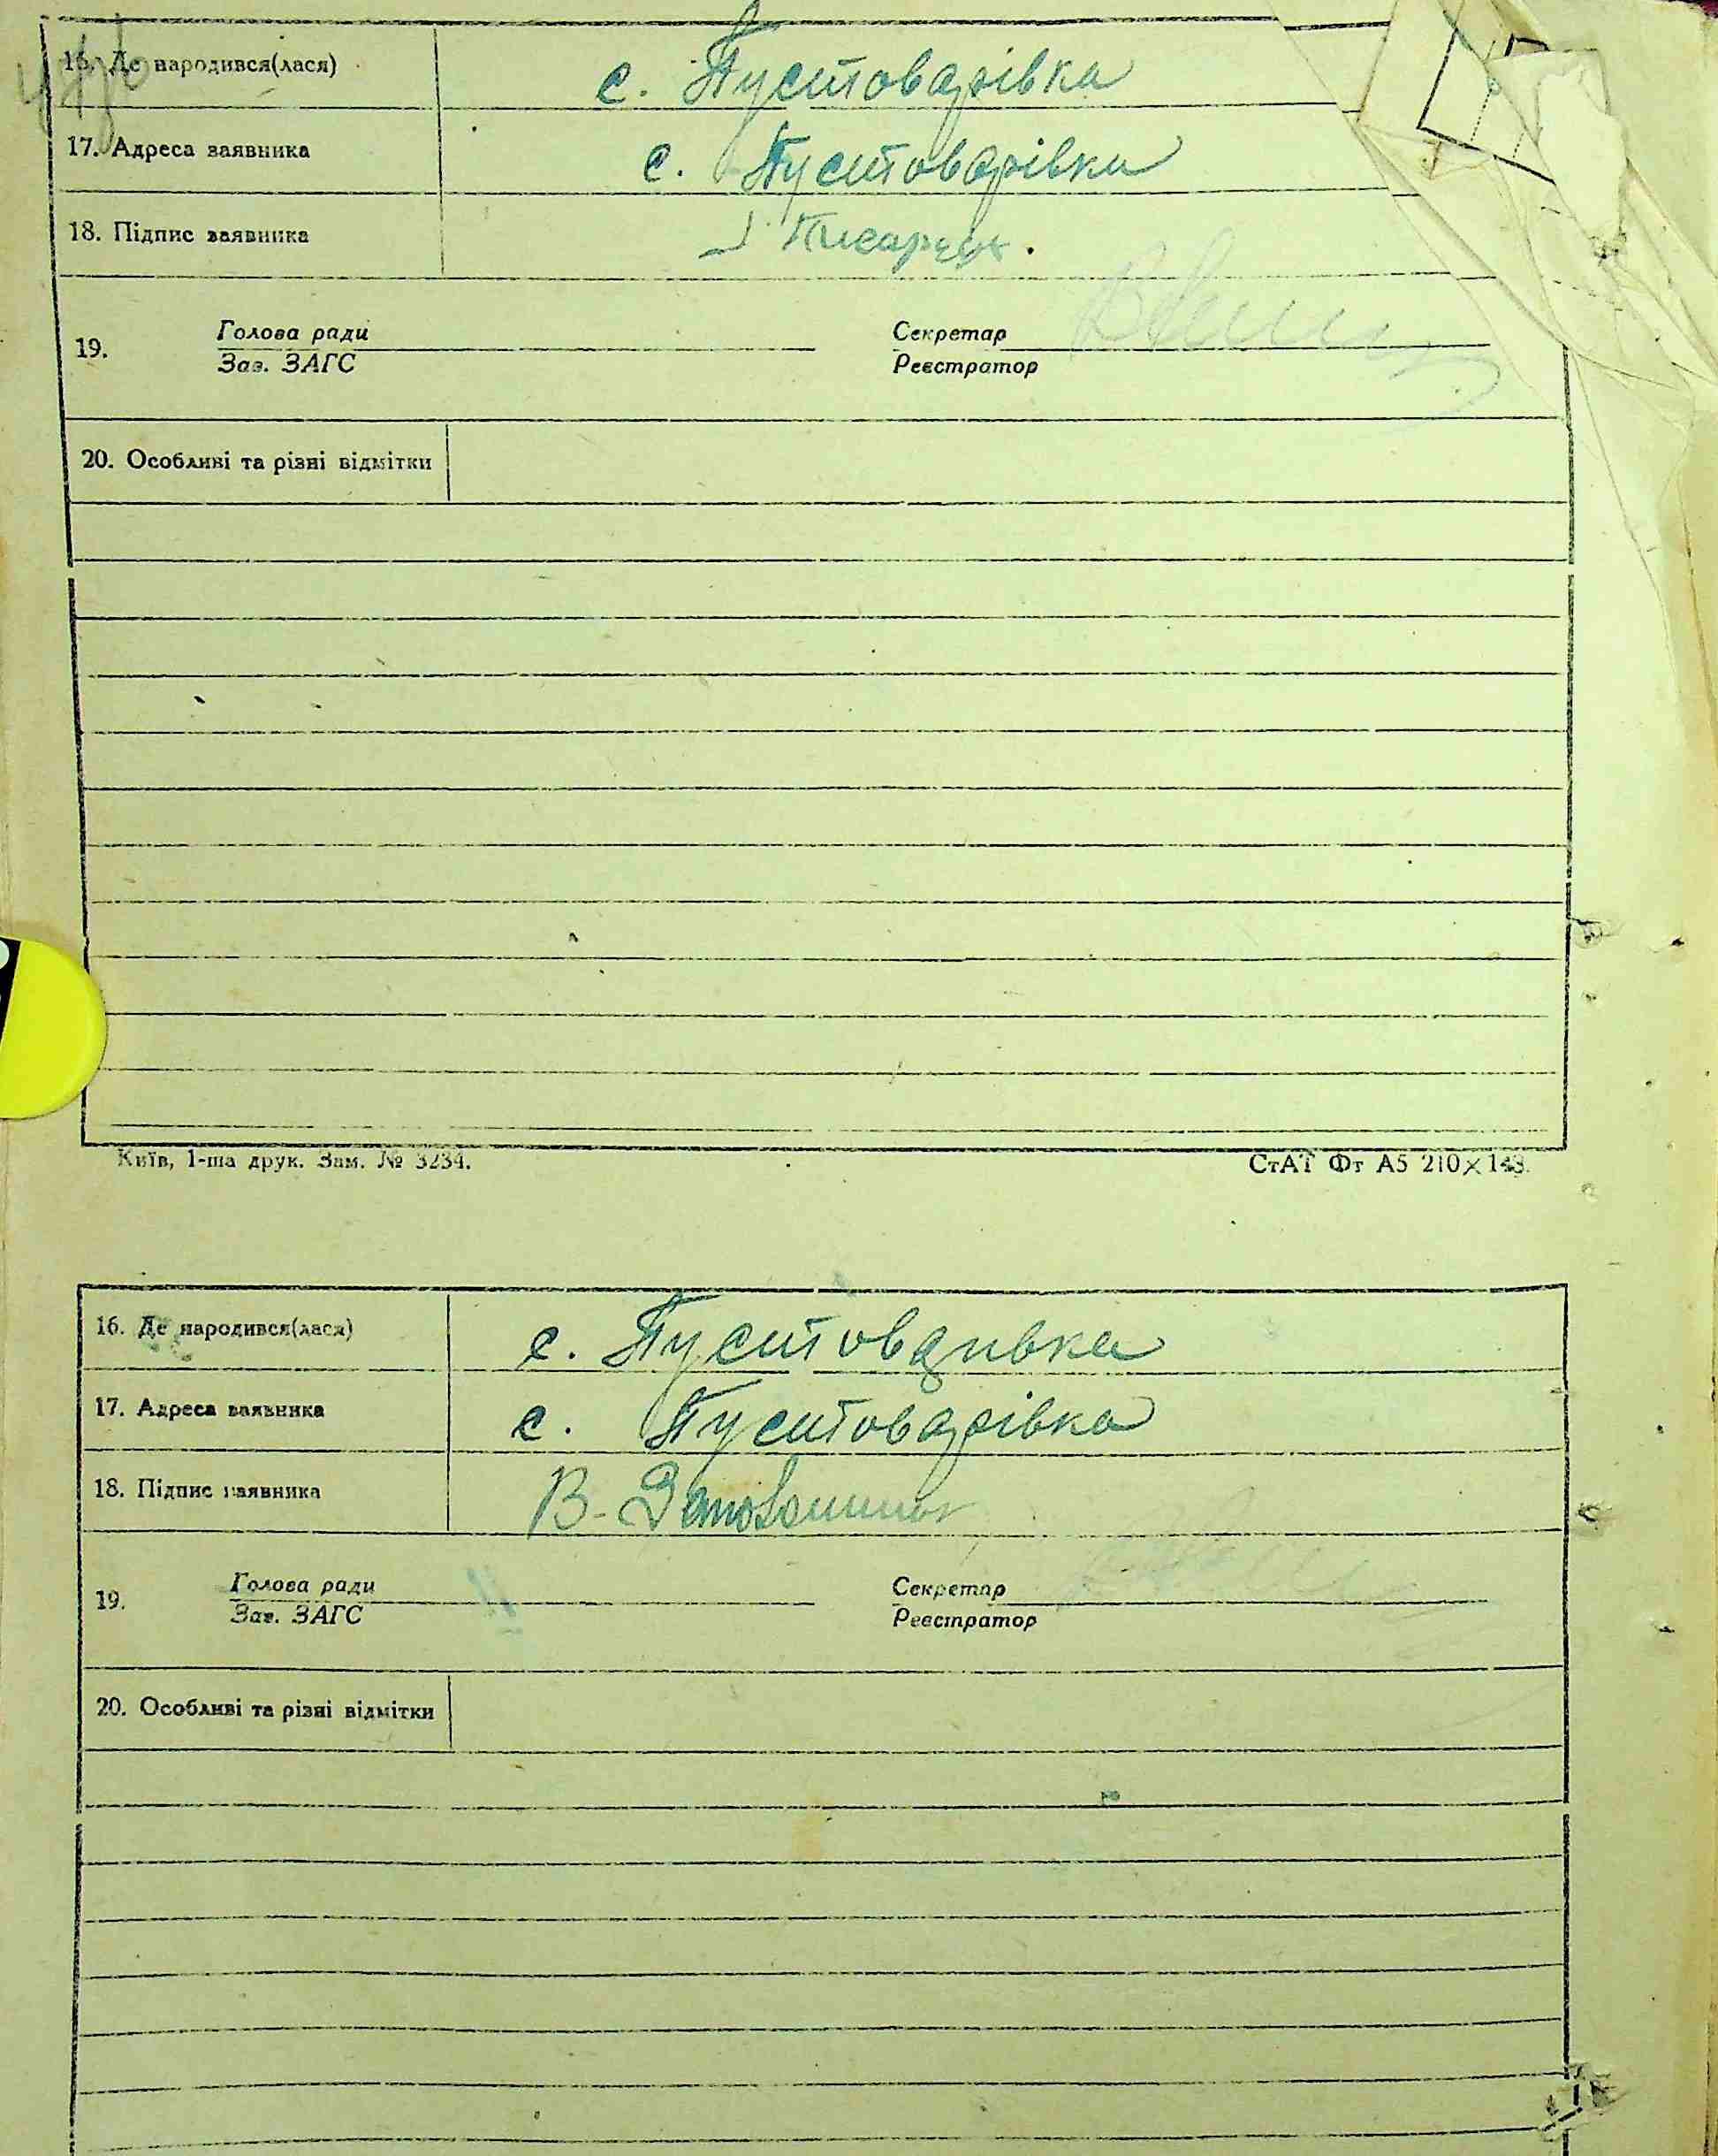 16. Де народився(лася) с. Пустоварівка
17. Адреса заявника с. Пустоварівка
18. Підпис заявника
19. Голова ради Секретар
Зав. ЗАГС Реєстратор
20. Особливі та різні відмітки
Київ, 1-ша друк. Зам. № 3234. СтАТ Фт А5 210×148.
16. Де народився(лася) с. Пустоварівка
17. Адреса заявника с. Пустоварівка
18. Підпис заявника В.
19. Голова ради Секретар
Зав. ЗАГС Реєстратор
20. Особливі та різні відмітки